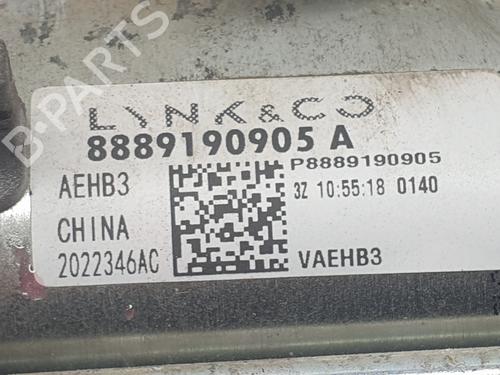 LYNK&CO
8889190905 A
P8889190905
AEHB3
3Z 10:55:18 0140
CHINA
2022346AC
VAEHB3
B-Parts